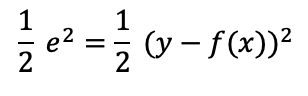 ½ e² = ½ (y − f(x))²